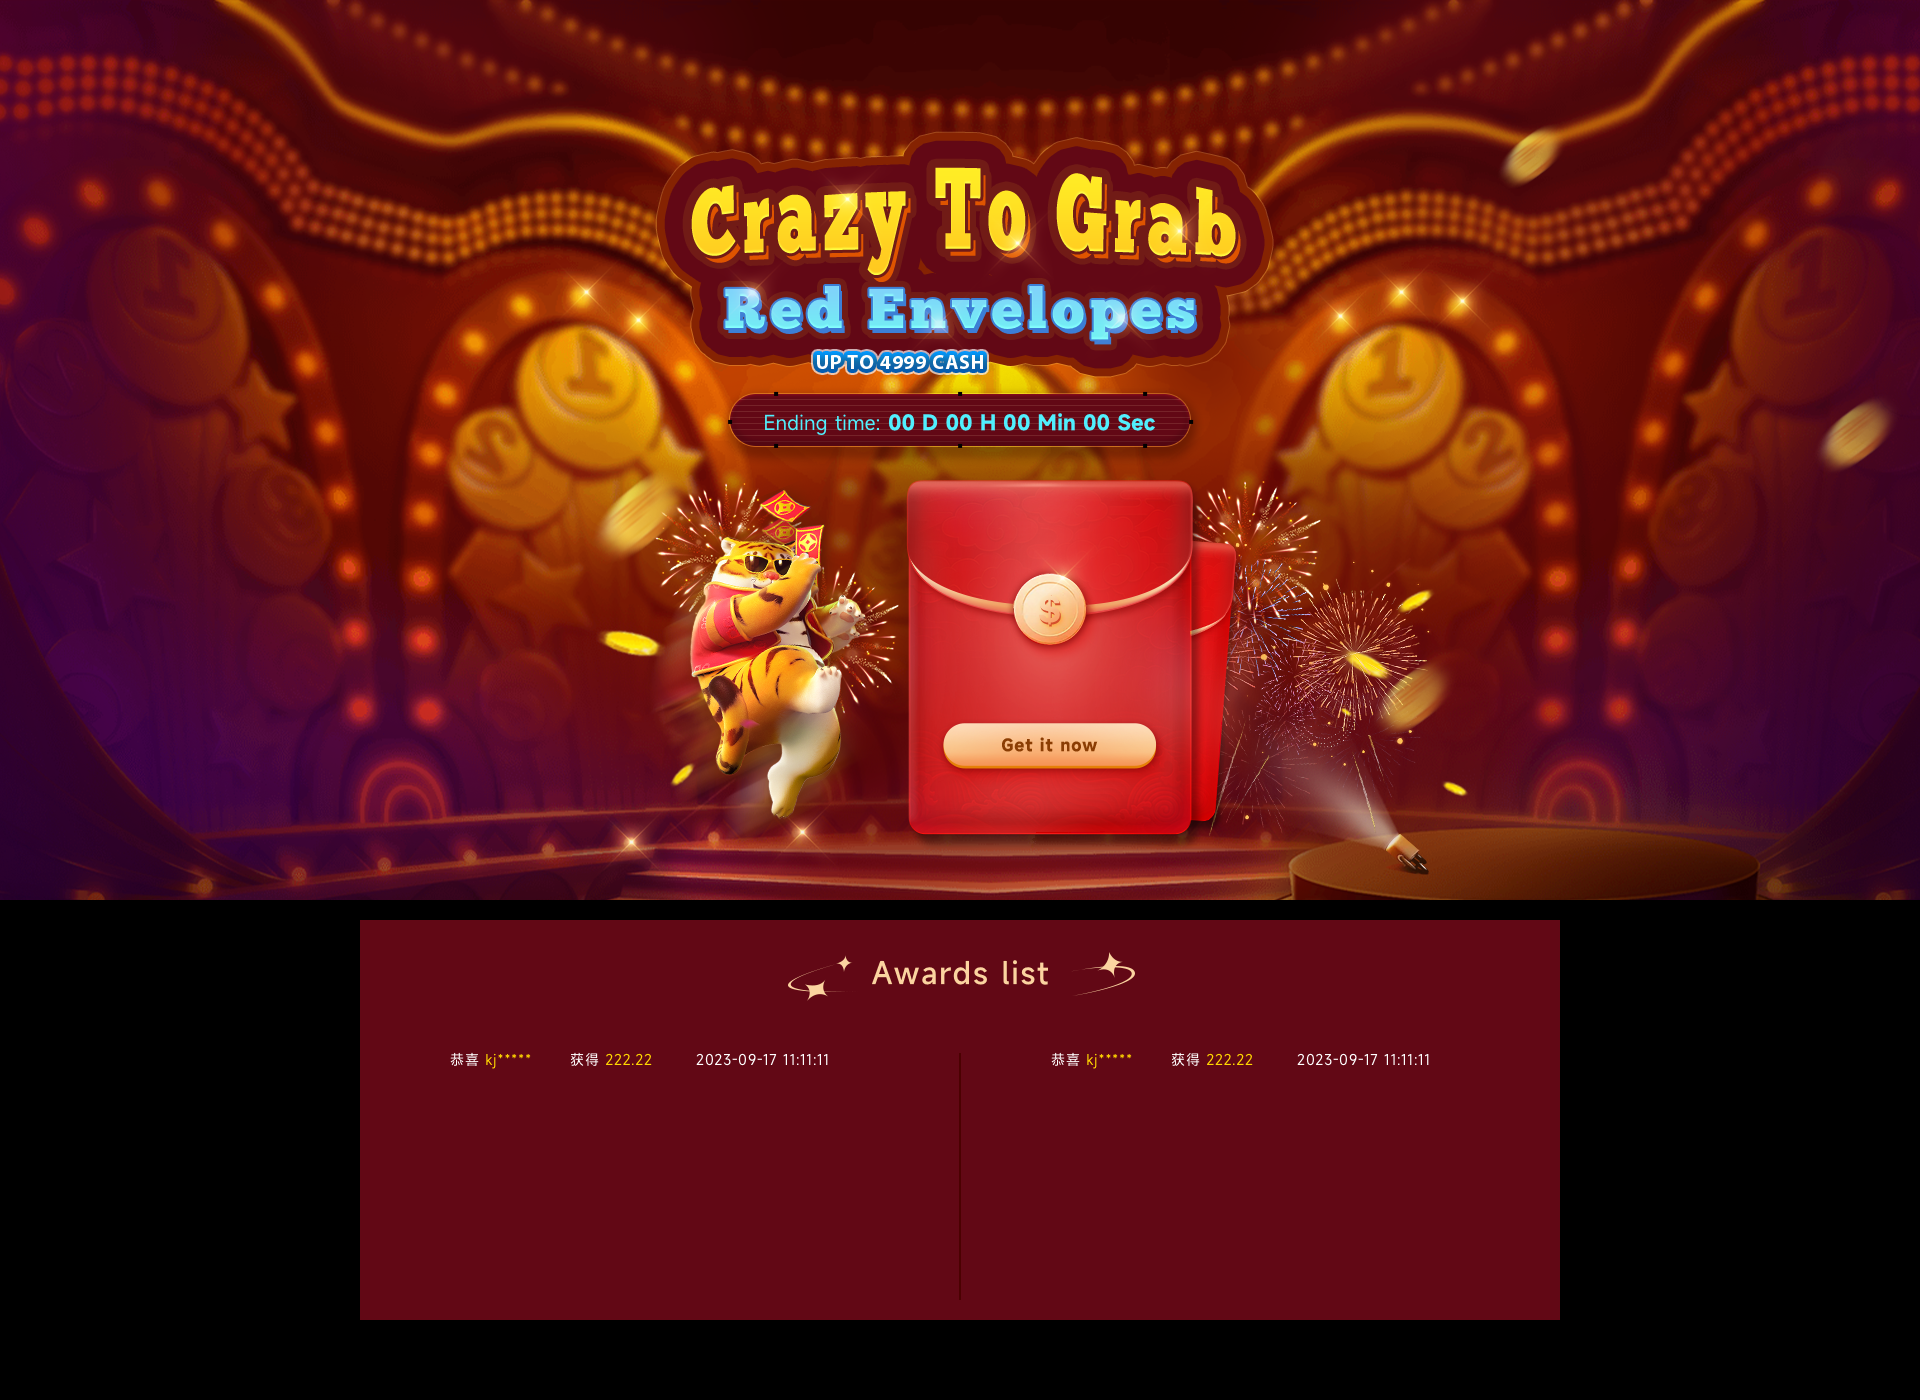 Crazy To Grab
Red Envelopes
UP TO 4999 CASH
Ending time: 00 D 00 H 00 Min 00 Sec
$
Get it now
Awards list
恭喜 kj***** 获得 222.22 2023-09-17 11:11:11
恭喜 kj***** 获得 222.22 2023-09-17 11:11:11